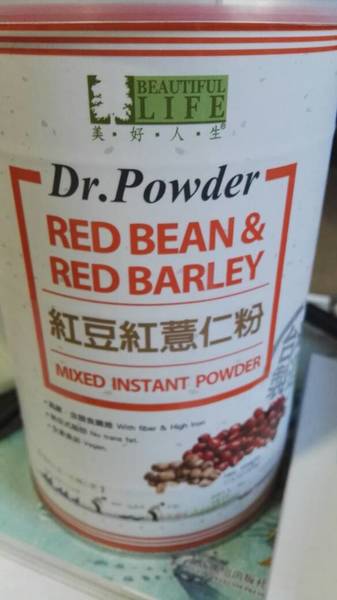 BEAUTIFUL
LIFE®
美·好·人·生
Dr.Powder
RED BEAN &
RED BARLEY
紅豆紅薏仁粉
MIXED INSTANT POWDER
With fiber & High Iron
No trans fat.
Vegan.